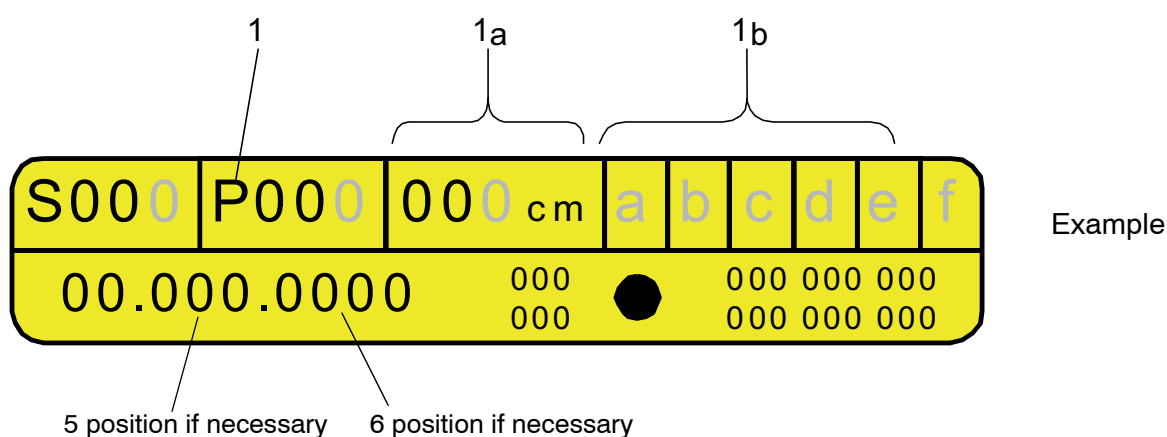 1 1a 1b
S000 P000 000 cm a b c d e f
Example
00.000.0000 000 000 000 000
000 000 000 000
5 position if necessary 6 position if necessary